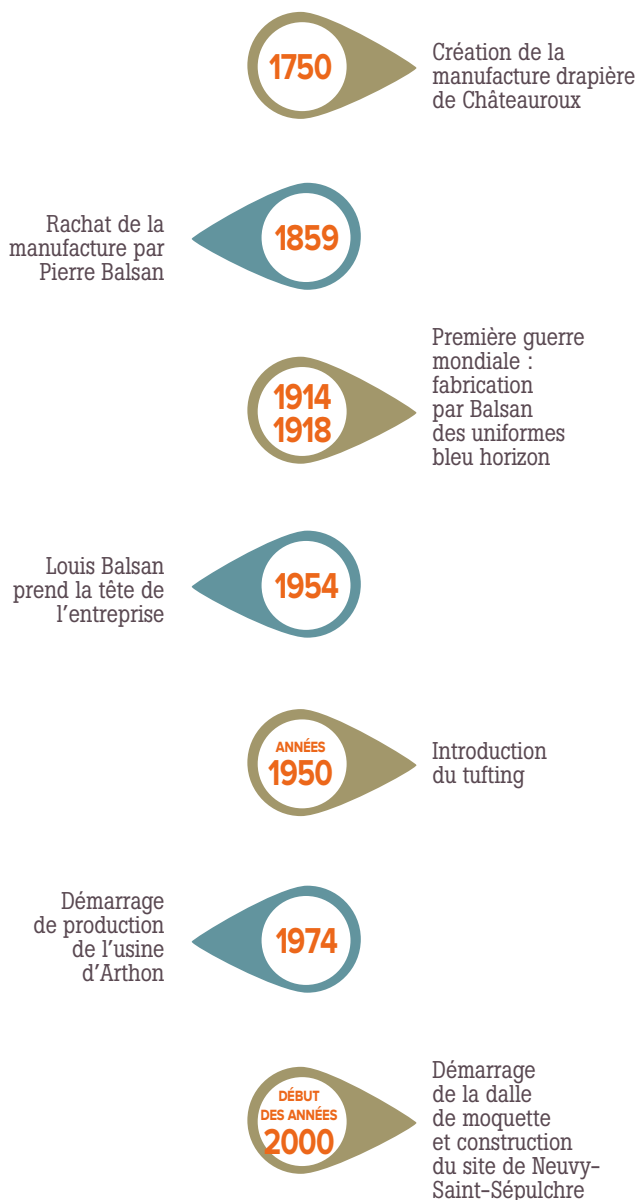 1750
Création de la
manufacture drapière
de Châteauroux
Rachat de la
manufacture par
Pierre Balsan
1859
1914
1918
Première guerre
mondiale :
fabrication
par Balsan
des uniformes
bleu horizon
Louis Balsan
prend la tête de
l'entreprise
1954
ANNÉES
1950
Introduction
du tufting
Démarrage
de production
de l'usine
d'Arthon
1974
DÉBUT
DES ANNÉES
2000
Démarrage
de la dalle
de moquette
et construction
du site de Neuvy-
Saint-Sépulchre